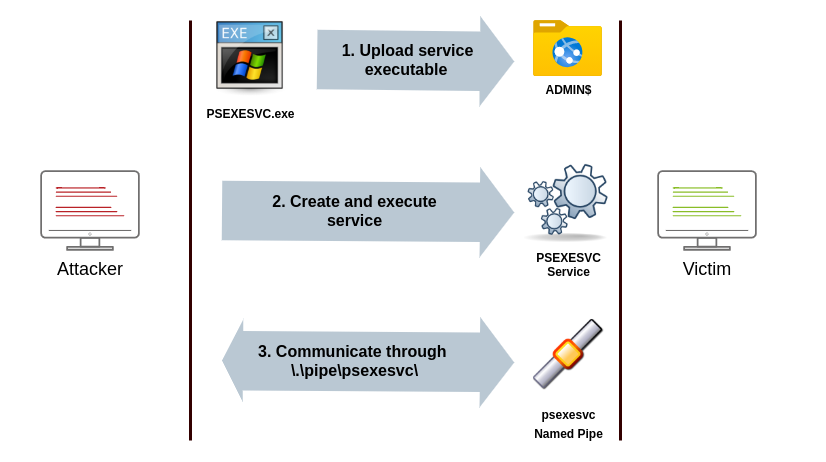 EXE
1. Upload service
executable
ADMIN$
PSEXESVC.exe
2. Create and execute
service
Attacker
PSEXESVC
Service
Victim
3. Communicate through
\.\pipe\psexesvc\
psexesvc
Named Pipe